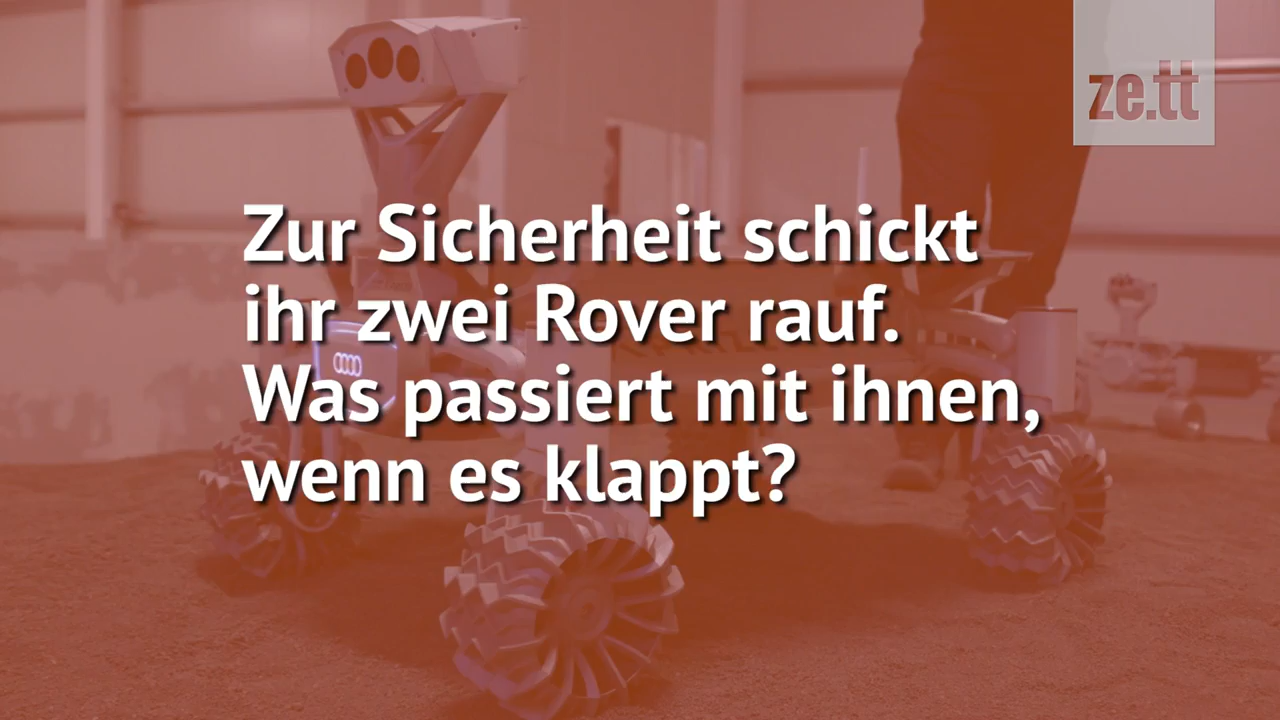 ze.tt
Zur Sicherheit schickt
ihr zwei Rover rauf.
Was passiert mit ihnen,
wenn es klappt?